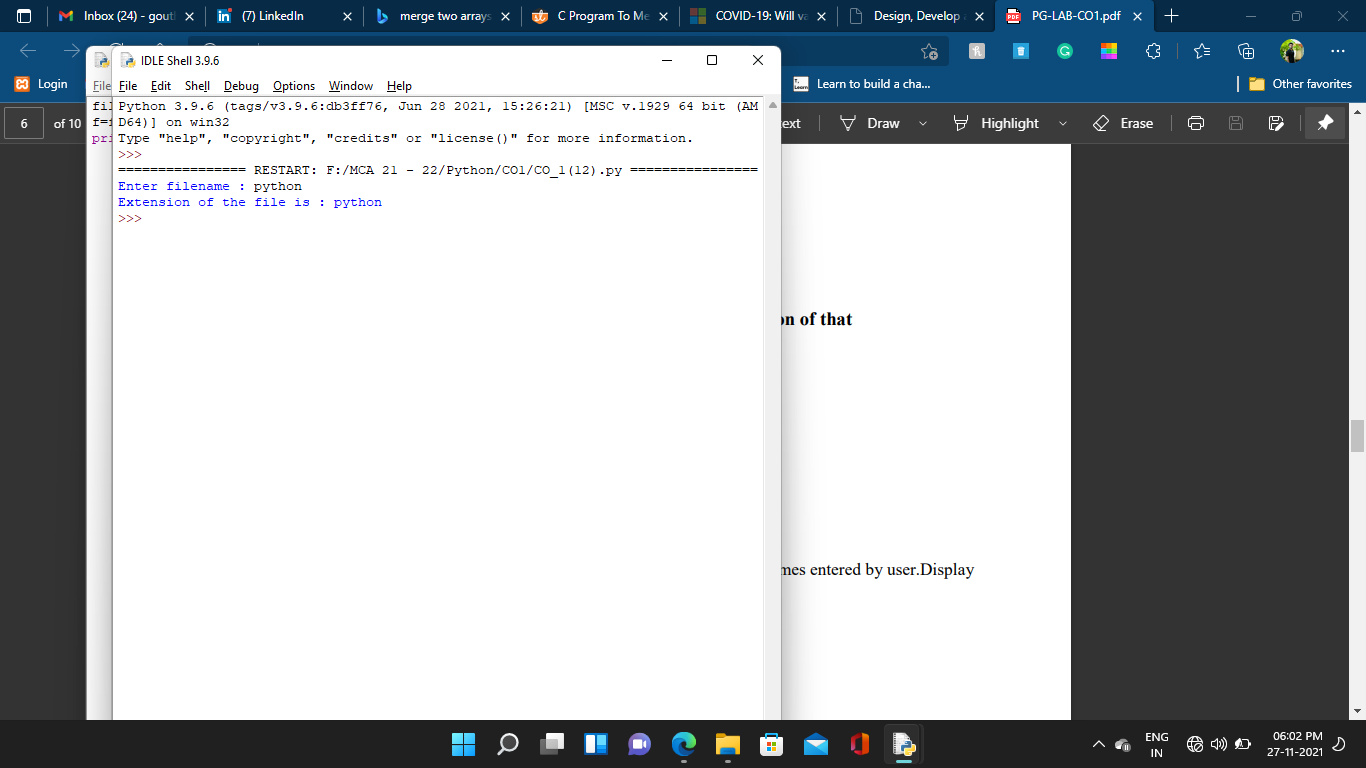 Inbox (24) - gouti
(7) LinkedIn
merge two arrays
C Program To Me
COVID-19: Will va
Design, Develop
PG-LAB-CO1.pdf
Login
Learn to build a cha...
Other favorites
6 of 10
ext
Draw
Highlight
Erase
IDLE Shell 3.9.6
File
File Edit Shell Debug Options Window Help
fil
f=f
pri
Python 3.9.6 (tags/v3.9.6:db3ff76, Jun 28 2021, 15:26:21) [MSC v.1929 64 bit (AM
D64)] on win32
Type "help", "copyright", "credits" or "license()" for more information.
>>>
================ RESTART: F:/MCA 21 - 22/Python/CO1/CO_1(12).py ================
Enter filename : python
Extension of the file is : python
>>>
on of that
mes entered by user.Display
ENG
IN
06:02 PM
27-11-2021